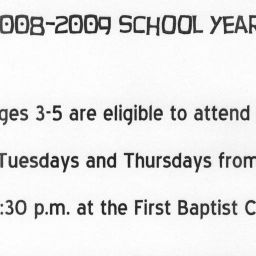 008-2009 SCHOOL YEAR
ges 3-5 are eligible to attend
Tuesdays and Thursdays from
:30 p.m. at the First Baptist C